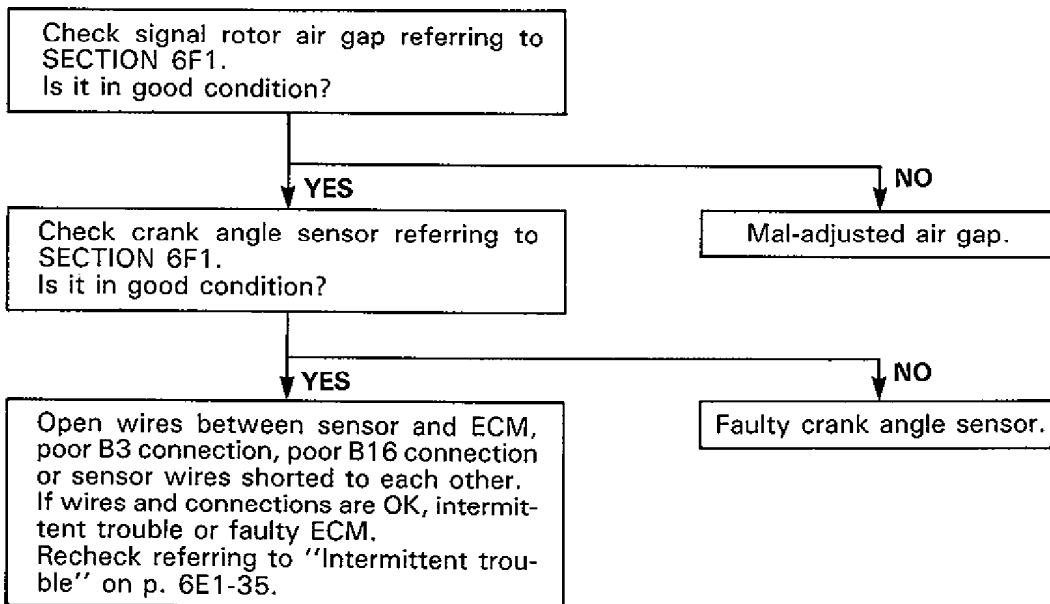 Check signal rotor air gap referring to
SECTION 6F1.
Is it in good condition?
YES
NO
Check crank angle sensor referring to
SECTION 6F1.
Is it in good condition?
Mal-adjusted air gap.
YES
NO
Open wires between sensor and ECM,
poor B3 connection, poor B16 connection
or sensor wires shorted to each other.
If wires and connections are OK, intermit-
tent trouble or faulty ECM.
Recheck referring to "Intermittent trou-
ble" on p. 6E1-35.
Faulty crank angle sensor.